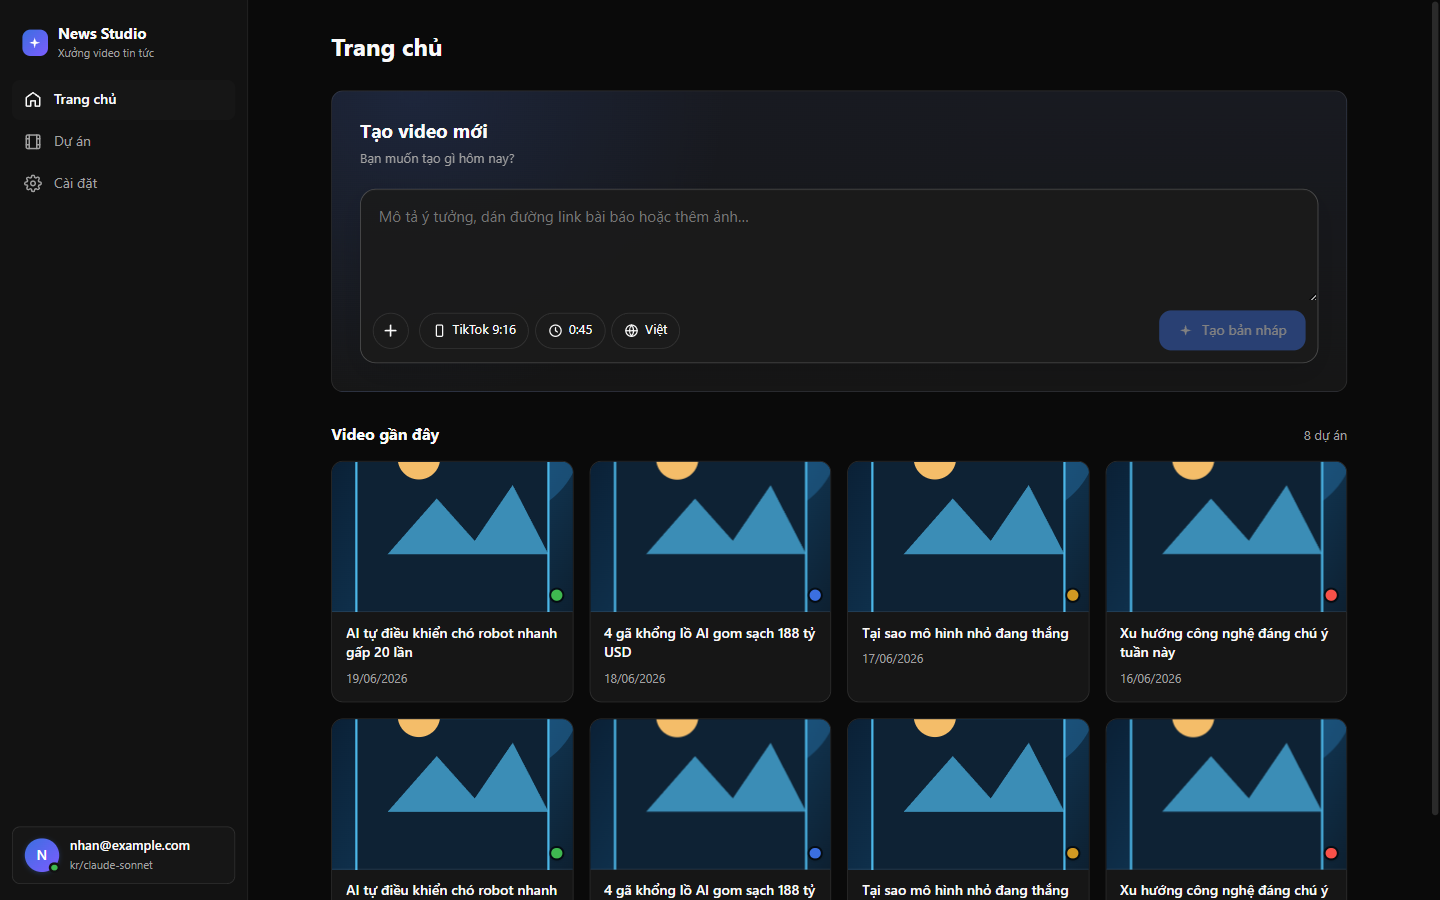 News Studio
Xưởng video tin tức
Trang chủ
Dự án
Cài đặt
nhan@example.com
kr/claude-sonnet
N
Trang chủ
Tạo video mới
Bạn muốn tạo gì hôm nay?
Mô tả ý tưởng, dán đường link bài báo hoặc thêm ảnh...
TikTok 9:16
0:45
Việt
Tạo bản nháp
Video gần đây
8 dự án
AI tự điều khiển chó robot nhanh
gấp 20 lần
19/06/2026
4 gã khổng lồ AI gom sạch 188 tỷ
USD
18/06/2026
Tại sao mô hình nhỏ đang thắng
17/06/2026
Xu hướng công nghệ đáng chú ý
tuần này
16/06/2026
AI tự điều khiển chó robot nhanh
4 gã khổng lồ AI gom sạch 188 tỷ
Tại sao mô hình nhỏ đang thắng
Xu hướng công nghệ đáng chú ý